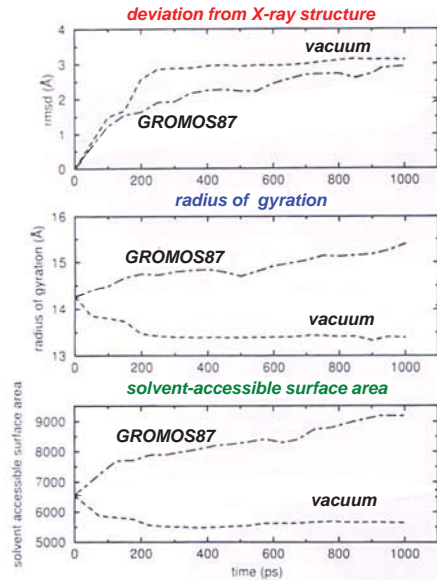 deviation from X-ray structure
vacuum
GROMOS87
rmsd (Å)
4
3
2
1
0
0 200 400 600 800 1000
radius of gyration
GROMOS87
vacuum
radius of gyration (Å)
16
15
14
13
0 200 400 600 800 1000
solvent-accessible surface area
GROMOS87
vacuum
solvent accessible surface area
9000
8000
7000
6000
5000
0 200 400 600 800 1000
time (ps)